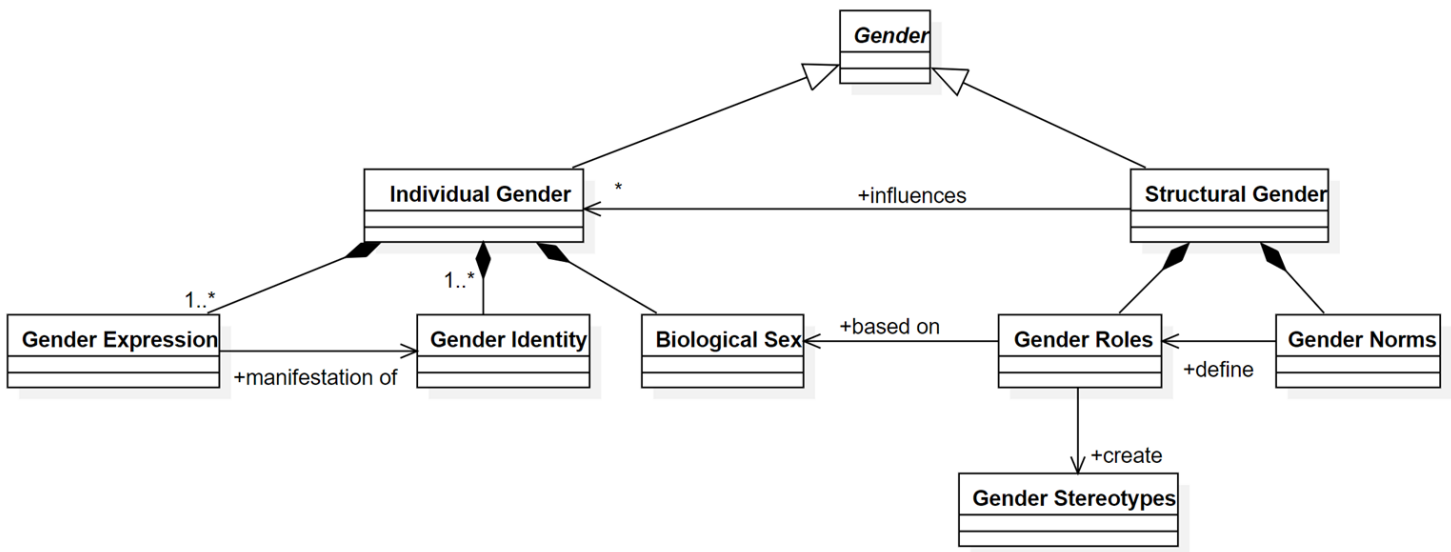 Gender
Individual Gender
*
+influences
Structural Gender
1..*
1..*
Gender Expression
Gender Identity
Biological Sex
+based on
Gender Roles
Gender Norms
+manifestation of
+define
+create
Gender Stereotypes